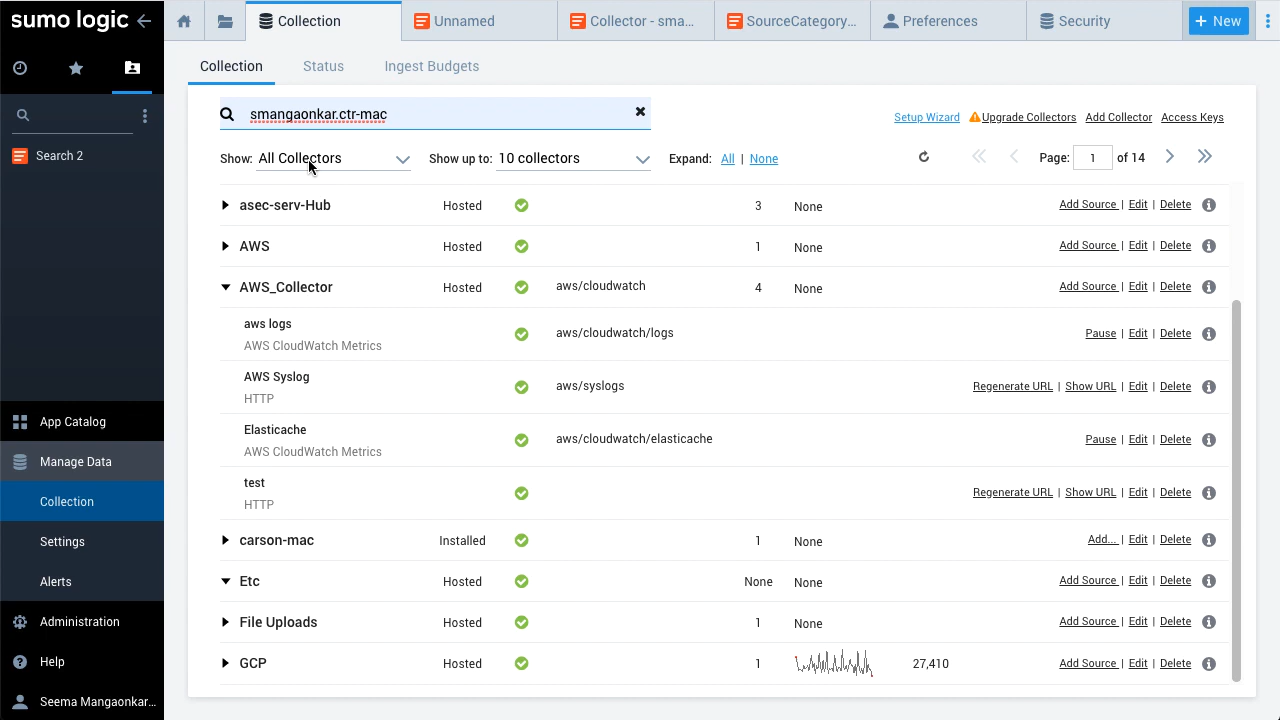 sumo logic
Collection
Unnamed
Collector - sma...
SourceCategory...
Preferences
Security
+ New
Collection
Status
Ingest Budgets
smangaonkar.ctr-mac
Setup Wizard
Upgrade Collectors
Add Collector
Access Keys
Search 2
Show: All Collectors
Show up to: 10 collectors
Expand: All | None
Page: 1 of 14
asec-serv-Hub Hosted 3 None Add Source | Edit | Delete
AWS Hosted 1 None Add Source | Edit | Delete
AWS_Collector Hosted aws/cloudwatch 4 None Add Source | Edit | Delete
aws logs
AWS CloudWatch Metrics
aws/cloudwatch/logs
Pause | Edit | Delete
AWS Syslog
HTTP
aws/syslogs
Regenerate URL | Show URL | Edit | Delete
Elasticache
AWS CloudWatch Metrics
aws/cloudwatch/elasticache
Pause | Edit | Delete
test
HTTP
Regenerate URL | Show URL | Edit | Delete
carson-mac Installed 1 None Add... | Edit | Delete
Etc Hosted None None Add Source | Edit | Delete
File Uploads Hosted 1 None Add Source | Edit | Delete
GCP Hosted 1 27,410 Add Source | Edit | Delete
App Catalog
Manage Data
Collection
Settings
Alerts
Administration
Help
Seema Mangaonkar...